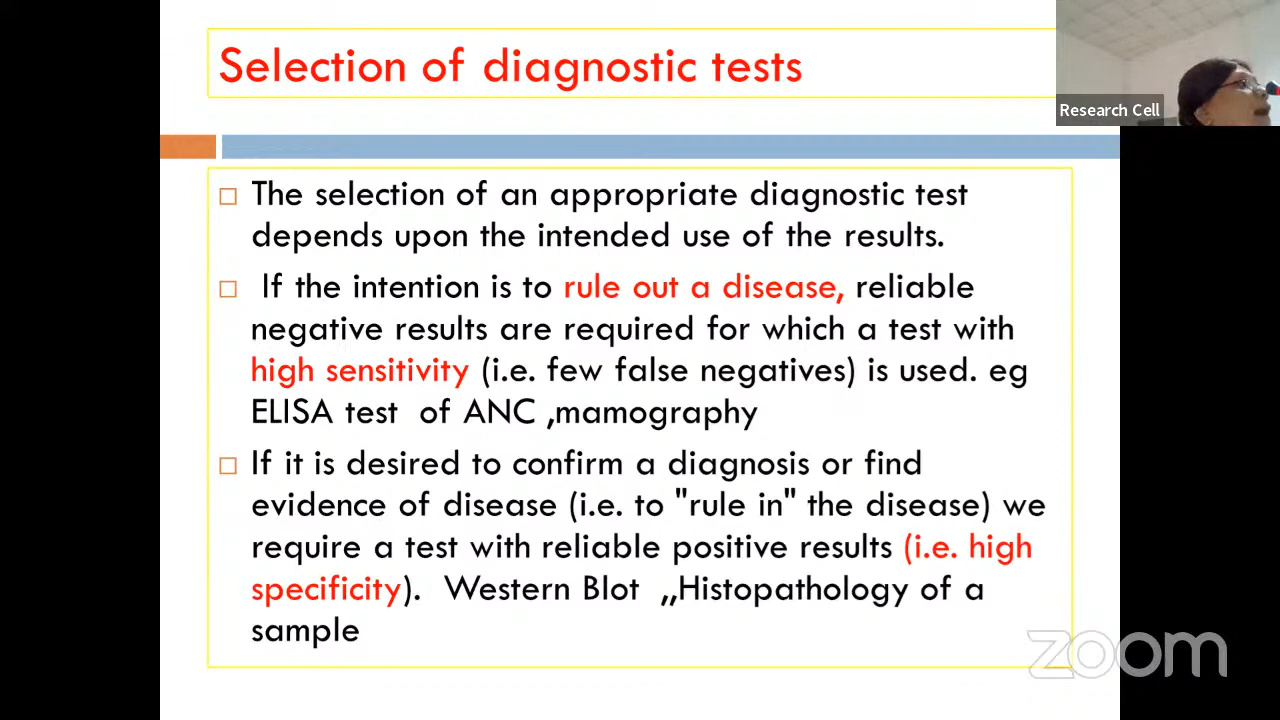 Selection of diagnostic tests
Research Cell
The selection of an appropriate diagnostic test
depends upon the intended use of the results.
If the intention is to rule out a disease, reliable
negative results are required for which a test with
high sensitivity (i.e. few false negatives) is used. eg
ELISA test of ANC ,mamography
If it is desired to confirm a diagnosis or find
evidence of disease (i.e. to "rule in" the disease) we
require a test with reliable positive results (i.e. high
specificity). Western Blot ,,Histopathology of a
sample
zoom